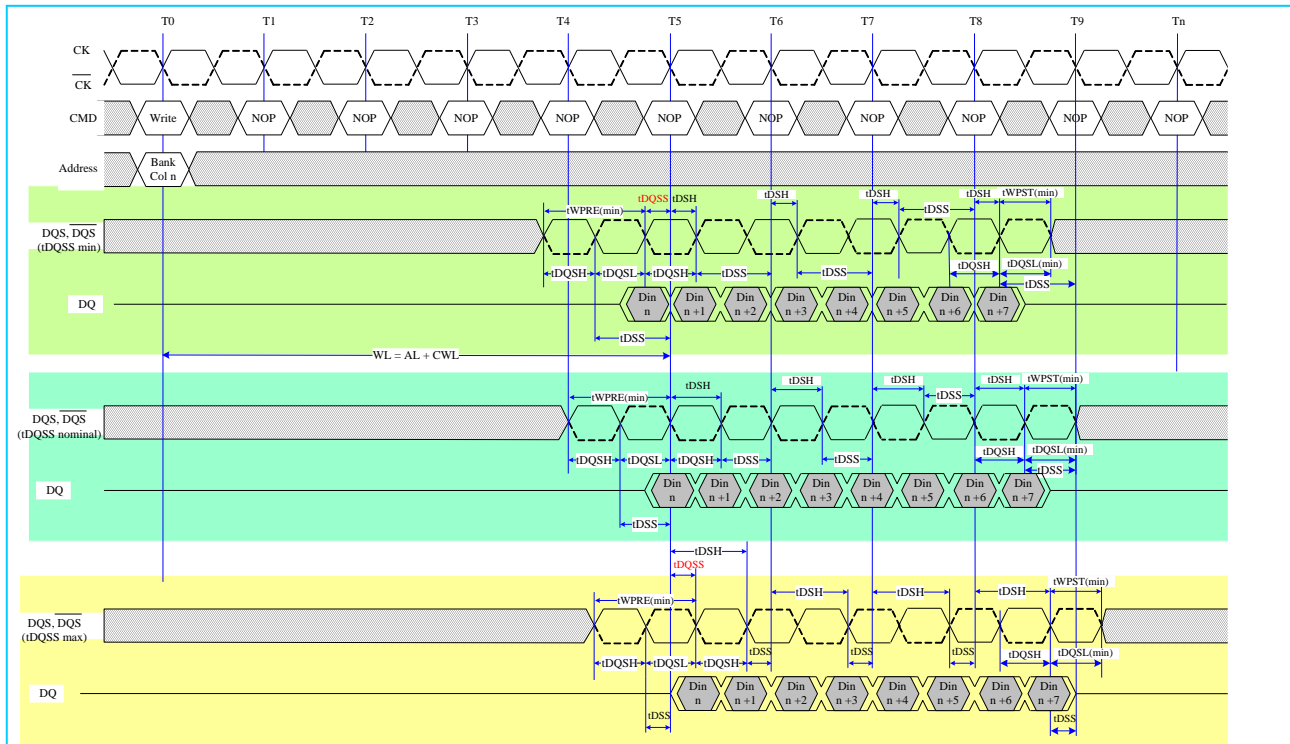 T0 T1 T2 T3 T4 T5 T6 T7 T8 T9 Tn
CK
CK
CMD Write NOP NOP NOP NOP NOP NOP NOP NOP NOP NOP
Address Bank
Col n
tDQSS tDSH tDSH tDSH tDSH tWPST(min)
tWPRE(min) tDSS
DQS, DQS
(tDQSS min)
tDQSH tDQSL tDQSH tDSS tDSS tDQSH tDQSL(min)
tDSS
DQ Din
n Din
n +1 Din
n +2 Din
n +3 Din
n +4 Din
n +5 Din
n +6 Din
n +7
tDSS
WL = AL + CWL
tDSH tDSH tDSH tDSH tWPST(min)
tWPRE(min) tDSS
DQS, DQS
(tDQSS nominal)
tDQSH tDQSL tDQSH tDSS tDSS tDQSH tDQSL(min)
tDSS
DQ Din
n Din
n +1 Din
n +2 Din
n +3 Din
n +4 Din
n +5 Din
n +6 Din
n +7
tDSS
tDSH
tDQSS
tWPRE(min) tDSH tDSH tDSH tWPST(min)
DQS, DQS
(tDQSS max)
tDQSH tDQSL tDQSH tDSS tDSS tDSS tDQSH tDQSL(min)
DQ Din
n Din
n +1 Din
n +2 Din
n +3 Din
n +4 Din
n +5 Din
n +6 Din
n +7
tDSS tDSS